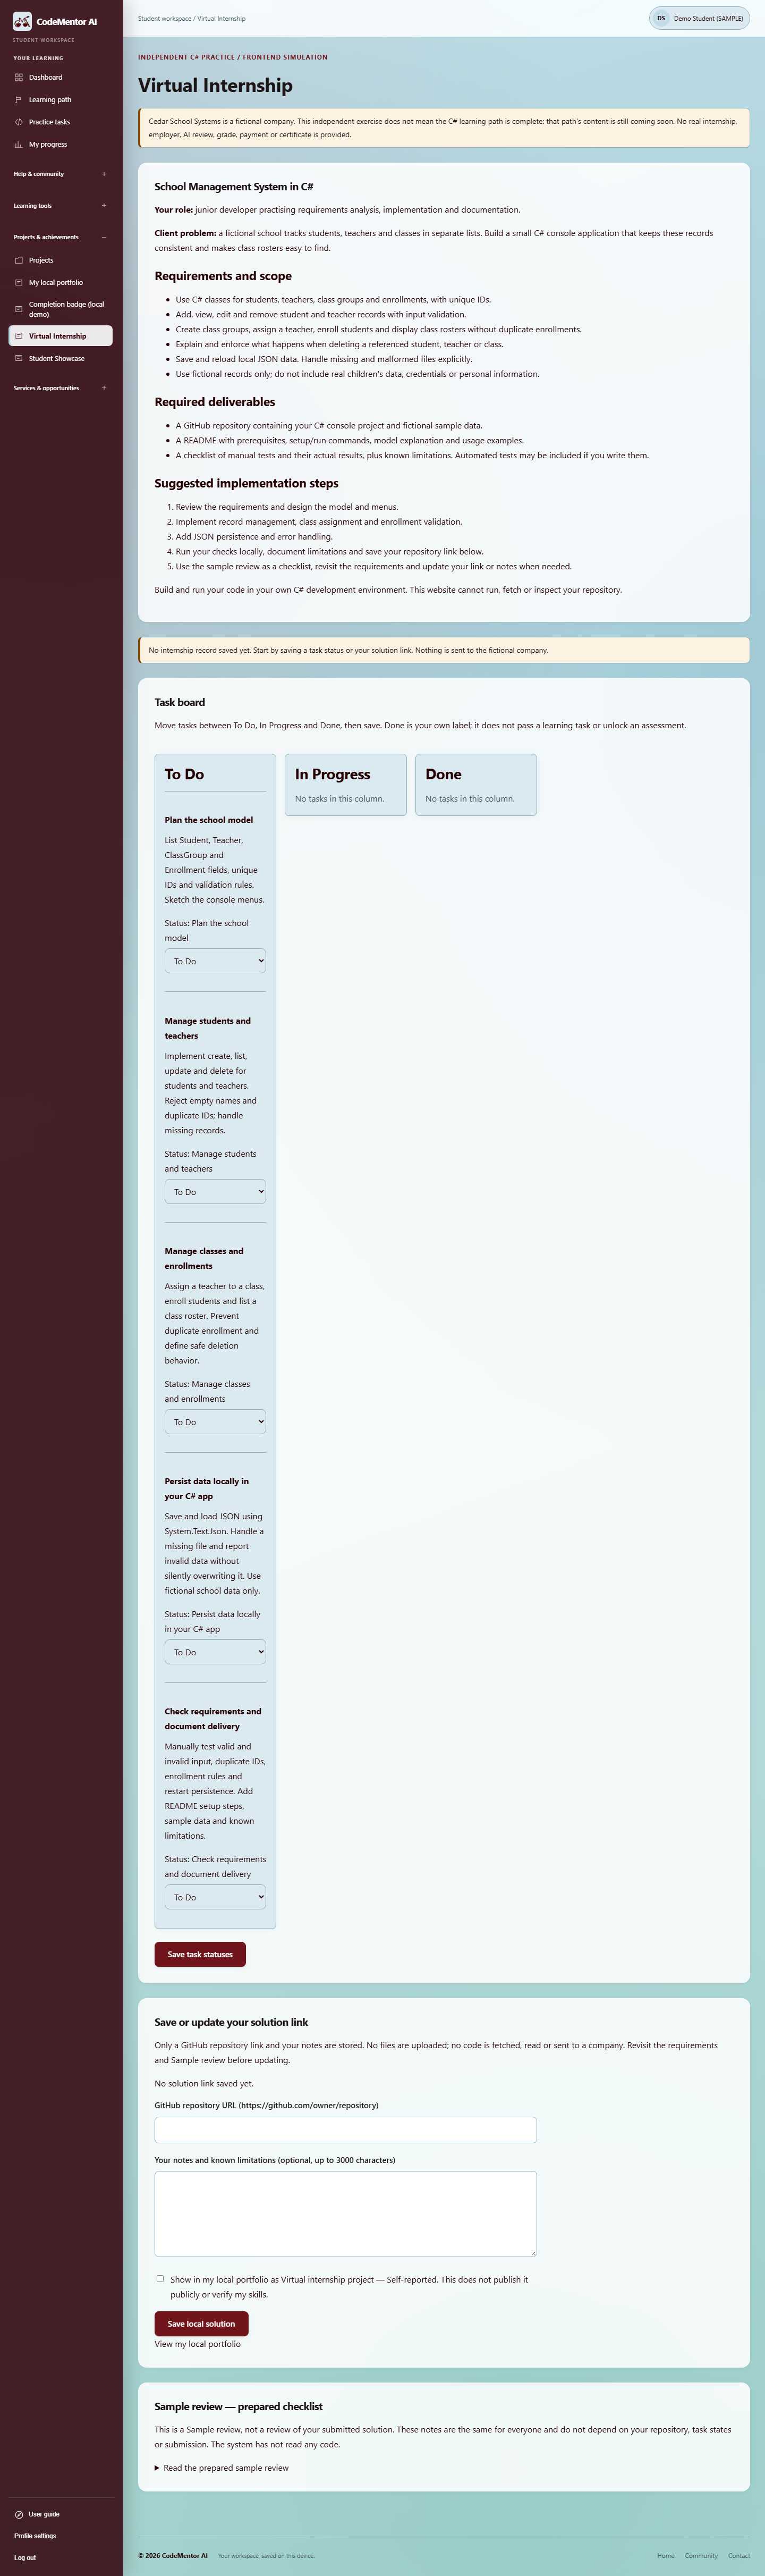 CodeMentor AI
STUDENT WORKSPACE
YOUR LEARNING
Dashboard
Learning path
Practice tasks
My progress
Help & community +
Learning tools +
Projects & achievements –
Projects
My local portfolio
Completion badge (local
demo)
Virtual Internship
Student Showcase
Services & opportunities +
User guide
Profile settings
Log out
Student workspace / Virtual Internship
DS Demo Student (SAMPLE)
INDEPENDENT C# PRACTICE / FRONTEND SIMULATION
Virtual Internship
Cedar School Systems is a fictional company. This independent exercise does not mean the C# learning path is complete: that path's content is still coming soon. No real internship,
employer, AI review, grade, payment or certificate is provided.
School Management System in C#
Your role: junior developer practising requirements analysis, implementation and documentation.
Client problem: a fictional school tracks students, teachers and classes in separate lists. Build a small C# console application that keeps these records
consistent and makes class rosters easy to find.
Requirements and scope
• Use C# classes for students, teachers, class groups and enrollments, with unique IDs.
• Add, view, edit and remove student and teacher records with input validation.
• Create class groups, assign a teacher, enroll students and display class rosters without duplicate enrollments.
• Explain and enforce what happens when deleting a referenced student, teacher or class.
• Save and reload local JSON data. Handle missing and malformed files explicitly.
• Use fictional records only; do not include real children's data, credentials or personal information.
Required deliverables
• A GitHub repository containing your C# console project and fictional sample data.
• A README with prerequisites, setup/run commands, model explanation and usage examples.
• A checklist of manual tests and their actual results, plus known limitations. Automated tests may be included if you write them.
Suggested implementation steps
1. Review the requirements and design the model and menus.
2. Implement record management, class assignment and enrollment validation.
3. Add JSON persistence and error handling.
4. Run your checks locally, document limitations and save your repository link below.
5. Use the sample review as a checklist, revisit the requirements and update your link or notes when needed.
Build and run your code in your own C# development environment. This website cannot run, fetch or inspect your repository.
No internship record saved yet. Start by saving a task status or your solution link. Nothing is sent to the fictional company.
Task board
Move tasks between To Do, In Progress and Done, then save. Done is your own label; it does not pass a learning task or unlock an assessment.
To Do
Plan the school model
List Student, Teacher,
ClassGroup and
Enrollment fields, unique
IDs and validation rules.
Sketch the console menus.
Status: Plan the school
model
To Do
Manage students and
teachers
Implement create, list,
update and delete for
students and teachers.
Reject empty names and
duplicate IDs; handle
missing records.
Status: Manage students
and teachers
To Do
Manage classes and
enrollments
Assign a teacher to a class,
enroll students and list a
class roster. Prevent
duplicate enrollment and
define safe deletion
behavior.
Status: Manage classes
and enrollments
To Do
Persist data locally in
your C# app
Save and load JSON using
System.Text.Json. Handle a
missing file and report
invalid data without
silently overwriting it. Use
fictional school data only.
Status: Persist data locally
in your C# app
To Do
Check requirements and
document delivery
Manually test valid and
invalid input, duplicate IDs,
enrollment rules and
restart persistence. Add
README setup steps,
sample data and known
limitations.
Status: Check requirements
and document delivery
To Do
In Progress
No tasks in this column.
Done
No tasks in this column.
Save task statuses
Save or update your solution link
Only a GitHub repository link and your notes are stored. No files are uploaded; no code is fetched, read or sent to a company. Revisit the requirements
and Sample review before updating.
No solution link saved yet.
GitHub repository URL (https://github.com/owner/repository)
Your notes and known limitations (optional, up to 3000 characters)
Show in my local portfolio as Virtual internship project — Self-reported. This does not publish it
publicly or verify my skills.
Save local solution
View my local portfolio
Sample review — prepared checklist
This is a Sample review, not a review of your submitted solution. These notes are the same for everyone and do not depend on your repository, task states
or submission. The system has not read any code.
Read the prepared sample review
© 2026 CodeMentor AI Your workspace, saved on this device.
Home Community Contact